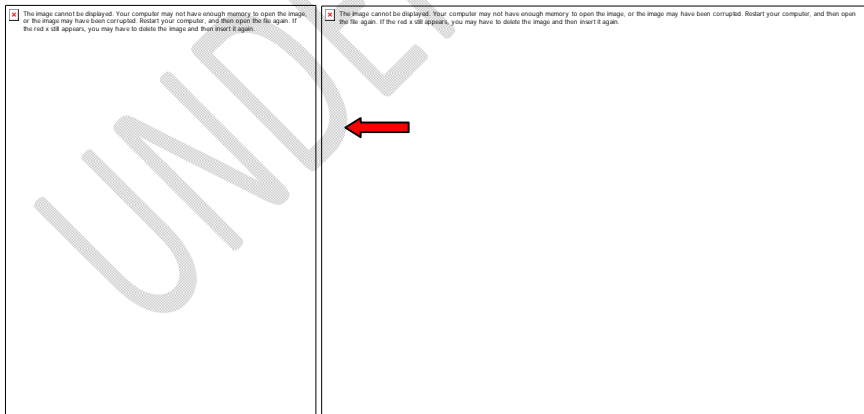 The image cannot be displayed. Your computer may not have enough memory to open the image,
or the image may have been corrupted. Restart your computer, and then open the file again. If
the red x still appears, you may have to delete the image and then insert it again.
The image cannot be displayed. Your computer may not have enough memory to open the image, or the image may have been corrupted. Restart your computer, and then open
the file again. If the red x still appears, you may have to delete the image and then insert it again.
UNDE